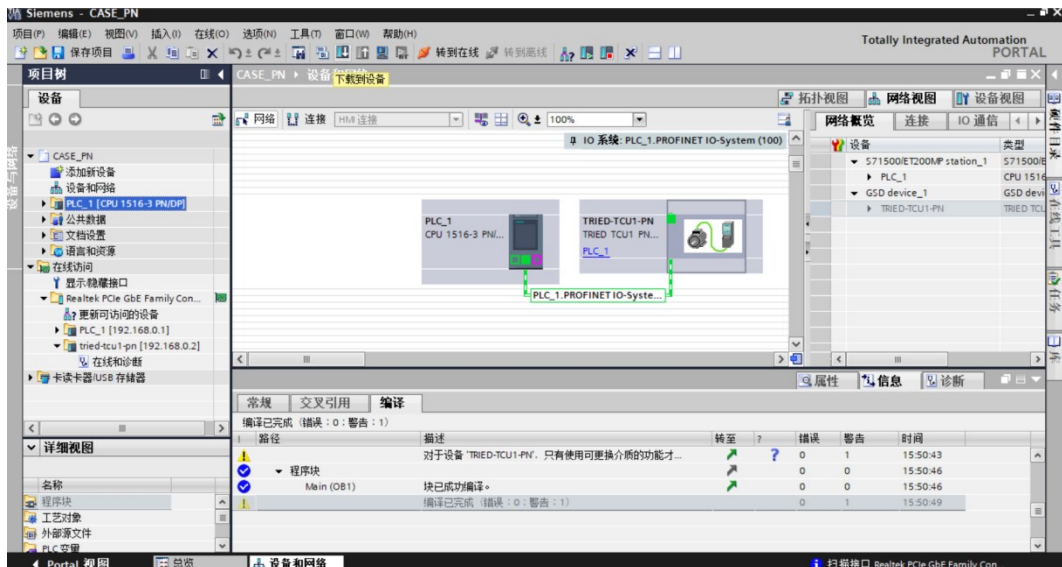 Siemens - CASE_PN
项目(P) 编辑(E) 视图(V) 插入(I) 在线(O) 选项(N) 工具(T) 窗口(W) 帮助(H)
保存项目 转到在线 转到离线
Totally Integrated Automation
PORTAL
项目树
CASE_PN ▸ 设备
下载到设备
设备
拓扑视图 网络视图 设备视图
网络 连接 HMI 连接 100%
网络概览 连接 IO 通信
IO 系统: PLC_1.PROFINET IO-System (100)
设备 类型
CASE_PN
添加新设备
设备和网络
PLC_1 [CPU 1516-3 PN/DP]
公共数据
文档设置
语言和资源
在线访问
显示/隐藏接口
Realtek PCIe GbE Family Con...
更新可访问的设备
PLC_1 [192.168.0.1]
tried-tcu1-pn [192.168.0.2]
在线和诊断
读卡器/USB 存储器
PLC_1
CPU 1516-3 PN/...
TRIED-TCU1-PN
TRIED TCU1 PN...
PLC_1
PLC_1.PROFINET IO-Syste...
S71500/ET200MP station_1 S71500/E
PLC_1 CPU 1516
GSD device_1 GSD devi
TRIED-TCU1-PN TRIED TCU
硬件目录
在线工具
任务
库
设备与网络
属性 信息 诊断
常规 交叉引用 编译
编译已完成（错误：0；警告：1）
! 路径 描述 转至 ? 错误 警告 时间
对于设备 'TRIED-TCU1-PN'，只有使用可更换介质的功能才... ? 0 1 15:50:43
程序块 0 0 15:50:46
Main (OB1) 块已成功编译。 0 0 15:50:46
编译已完成（错误：0；警告：1） 0 1 15:50:49
详细视图
名称
程序块
工艺对象
外部源文件
PLC 变量
Portal 视图 总览 设备和网络
扫描接口 Realtek PCIe GbE Family Con